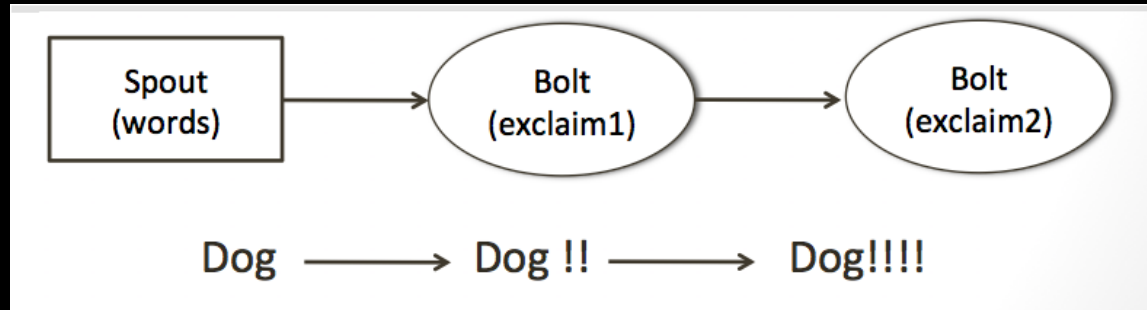 Spout
(words)
Bolt
(exclaim1)
Bolt
(exclaim2)
Dog
Dog !!
Dog!!!!